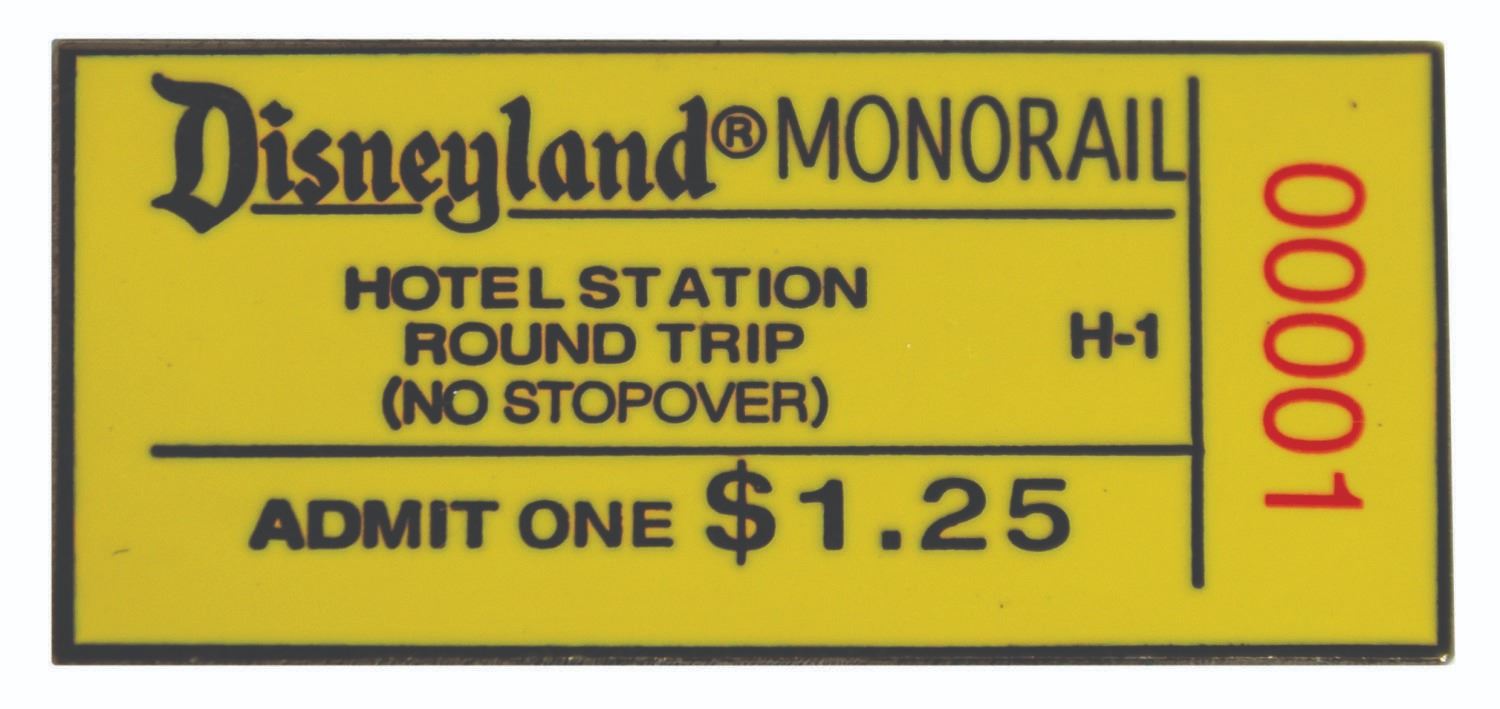 Disneyland® MONORAIL
HOTEL STATION
ROUND TRIP
(NO STOPOVER)
H-1
ADMIT ONE $1.25
00001